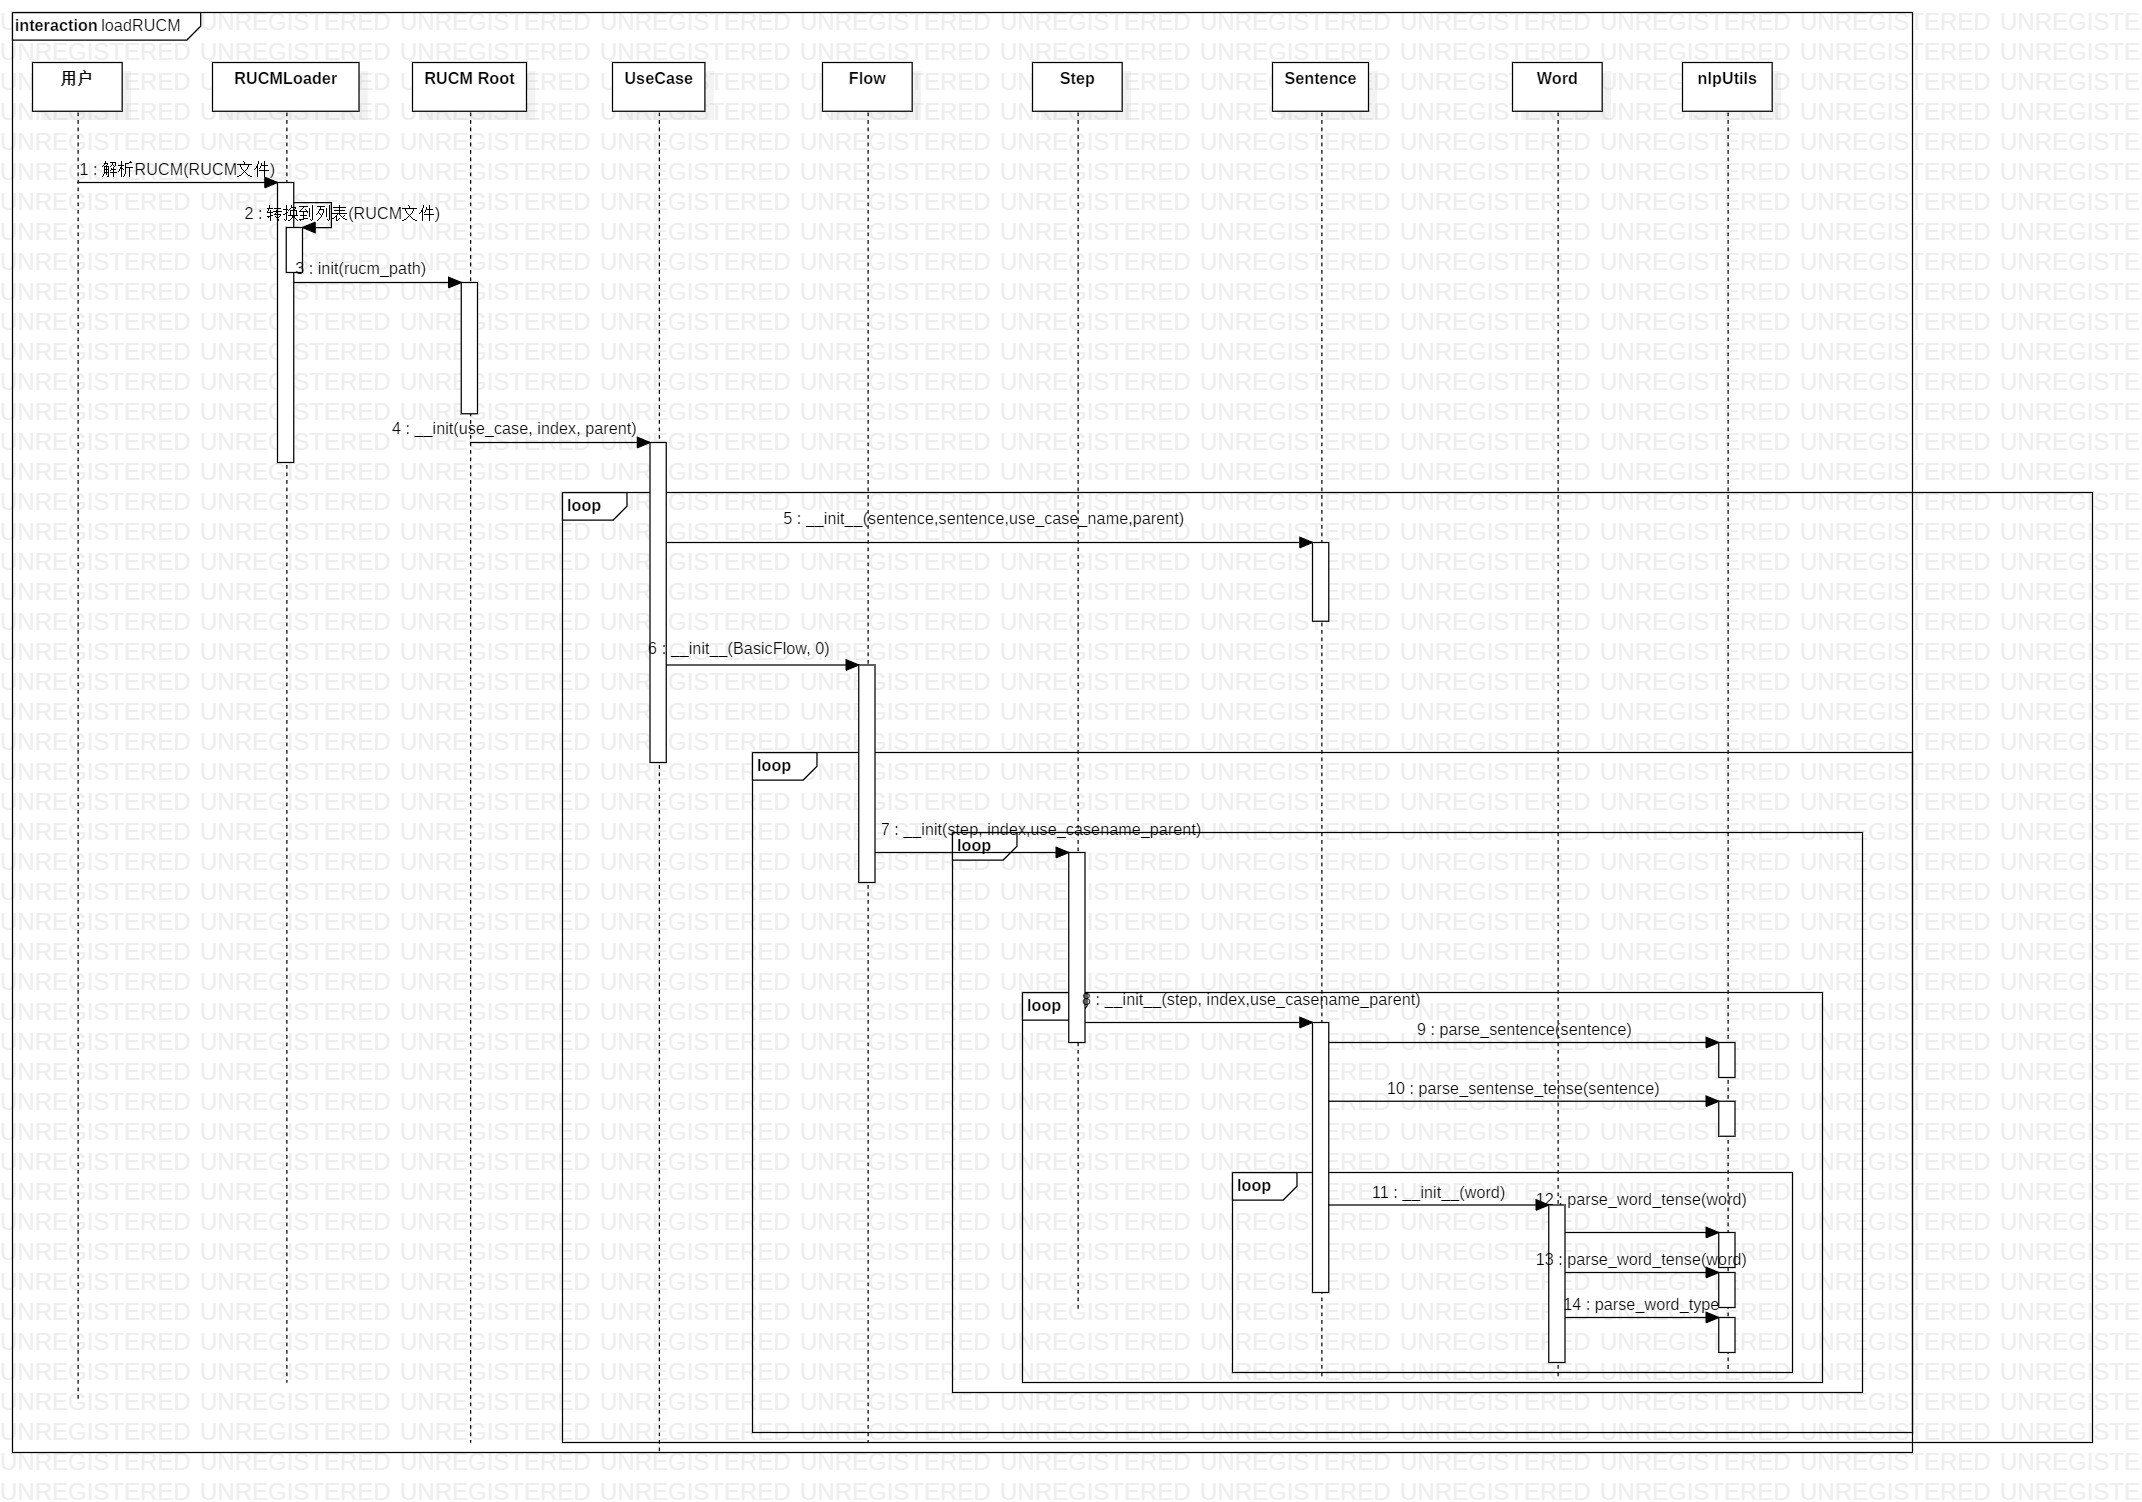 interaction loadRUCM
用户
RUCMLoader
RUCM Root
UseCase
Flow
Step
Sentence
Word
nlpUtils
1 : 解析RUCM(RUCM文件)
2 : 转换到列表(RUCM文件)
3 : init(rucm_path)
4 : __init(use_case, index, parent)
loop
5 : __init__(sentence,sentence,use_case_name,parent)
6 : __init__(BasicFlow, 0)
loop
7 : __init(step, index,use_casename_parent)
loop
8 : __init__(step, index,use_casename_parent)
loop
9 : parse_sentence(sentence)
10 : parse_sentense_tense(sentence)
loop
11 : __init__(word)
12 : parse_word_tense(word)
13 : parse_word_tense(word)
14 : parse_word_type
UNREGISTERED